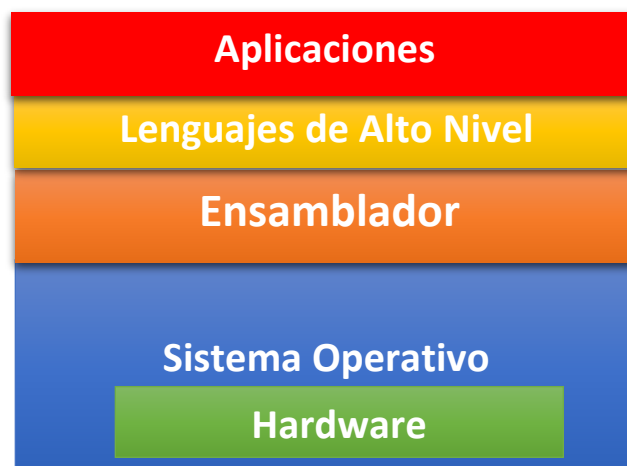 Aplicaciones
Lenguajes de Alto Nivel
Ensamblador
Sistema Operativo
Hardware